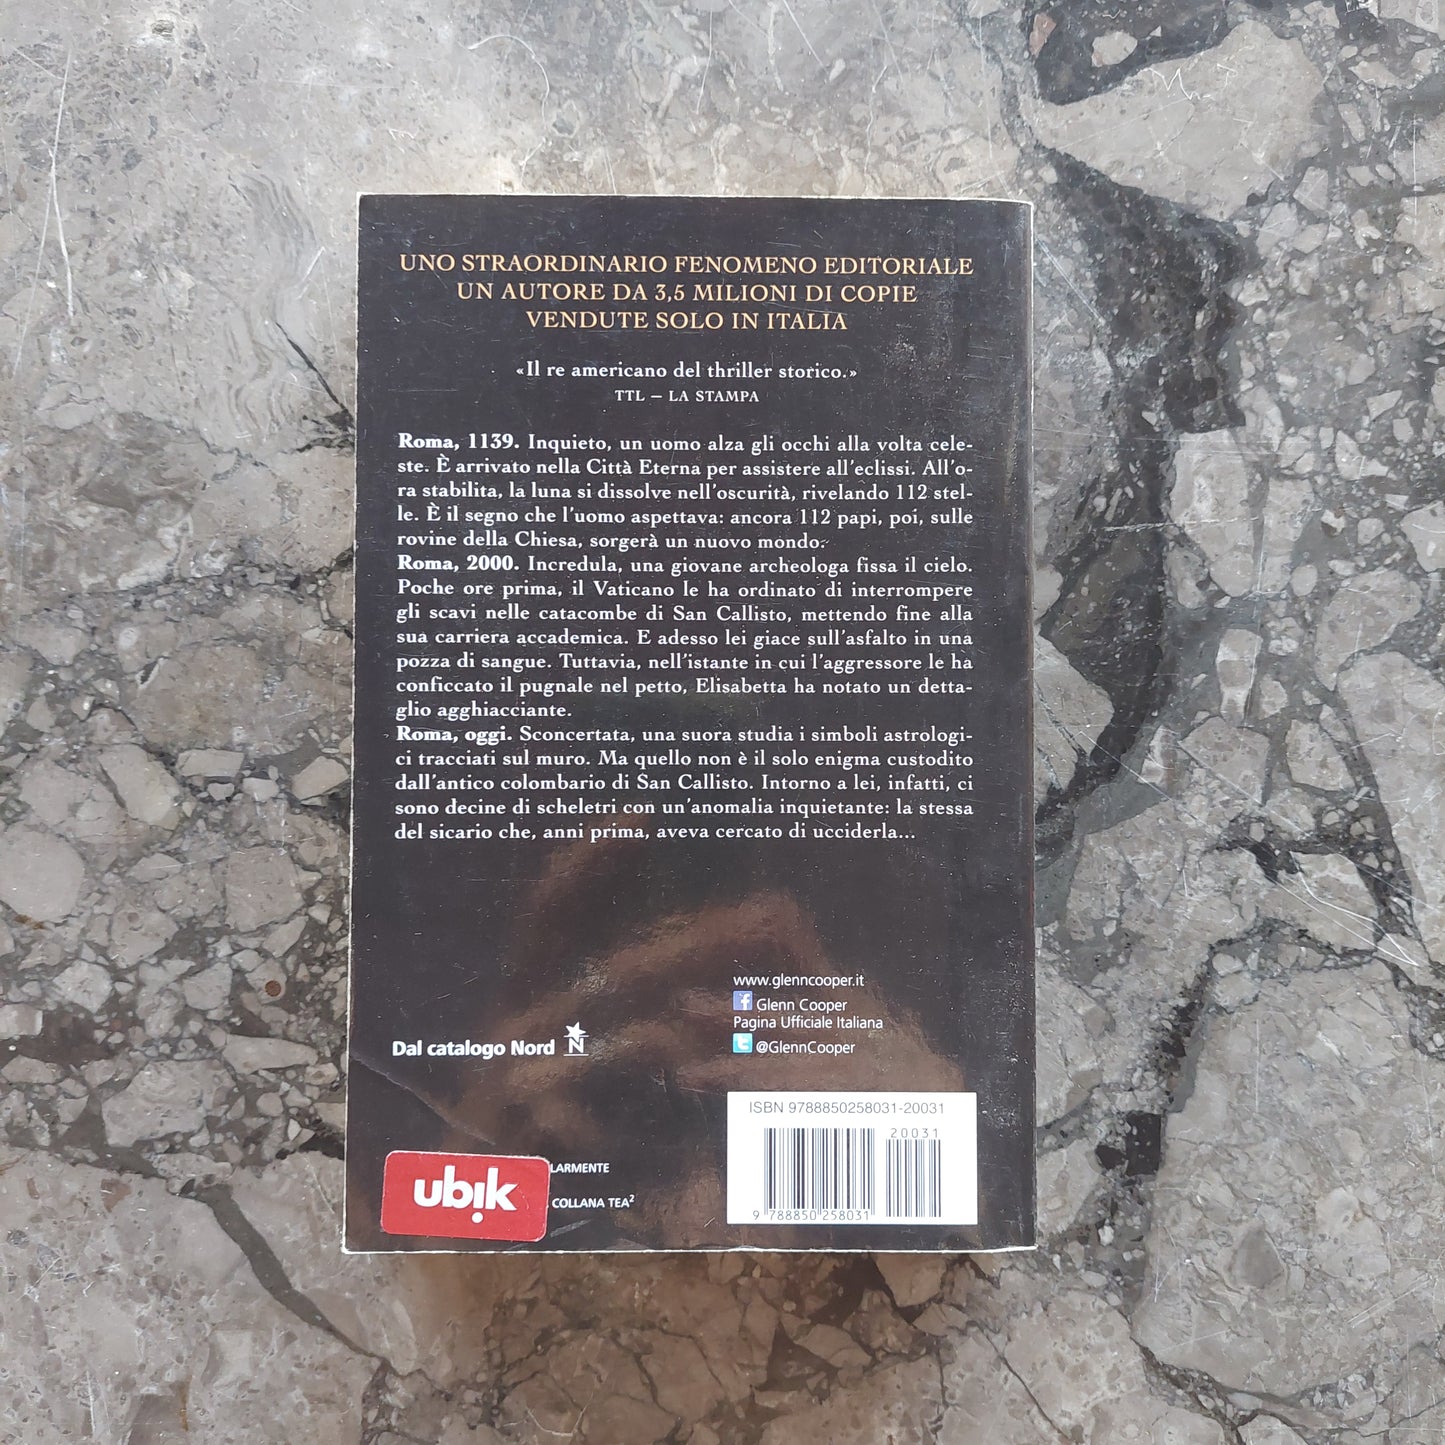 UNO STRAORDINARIO FENOMENO EDITORIALE
UN AUTORE DA 3,5 MILIONI DI COPIE
VENDUTE SOLO IN ITALIA
«Il re americano del thriller storico.»
TTL – LA STAMPA
Roma, 1139. Inquieto, un uomo alza gli occhi alla volta cele-
ste. È arrivato nella Città Eterna per assistere all'eclissi. All'o-
ra stabilita, la luna si dissolve nell'oscurità, rivelando 112 stel-
le. È il segno che l'uomo aspettava: ancora 112 papi, poi, sulle
rovine della Chiesa, sorgerà un nuovo mondo.
Roma, 2000. Incredula, una giovane archeologa fissa il cielo.
Poche ore prima, il Vaticano le ha ordinato di interrompere
gli scavi nelle catacombe di San Callisto, mettendo fine alla
sua carriera accademica. E adesso lei giace sull'asfalto in una
pozza di sangue. Tuttavia, nell'istante in cui l'aggressore le ha
conficcato il pugnale nel petto, Elisabetta ha notato un detta-
glio agghiacciante.
Roma, oggi. Sconcertata, una suora studia i simboli astrologi-
ci tracciati sul muro. Ma quello non è il solo enigma custodito
dall'antico colombario di San Callisto. Intorno a lei, infatti, ci
sono decine di scheletri con un'anomalia inquietante: la stessa
del sicario che, anni prima, aveva cercato di ucciderla...
www.glenncooper.it
f Glenn Cooper
Pagina Ufficiale Italiana
t @GlennCooper
Dal catalogo Nord N
ISBN 9788850258031-20031
20031
9 788850 258031
LARMENTE
COLLANA TEA²
ubik